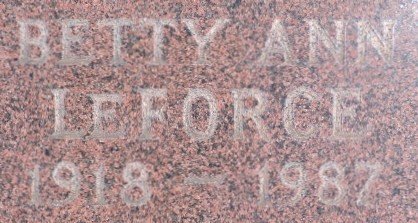 BETTY ANN
LEFORCE
1918 — 1987